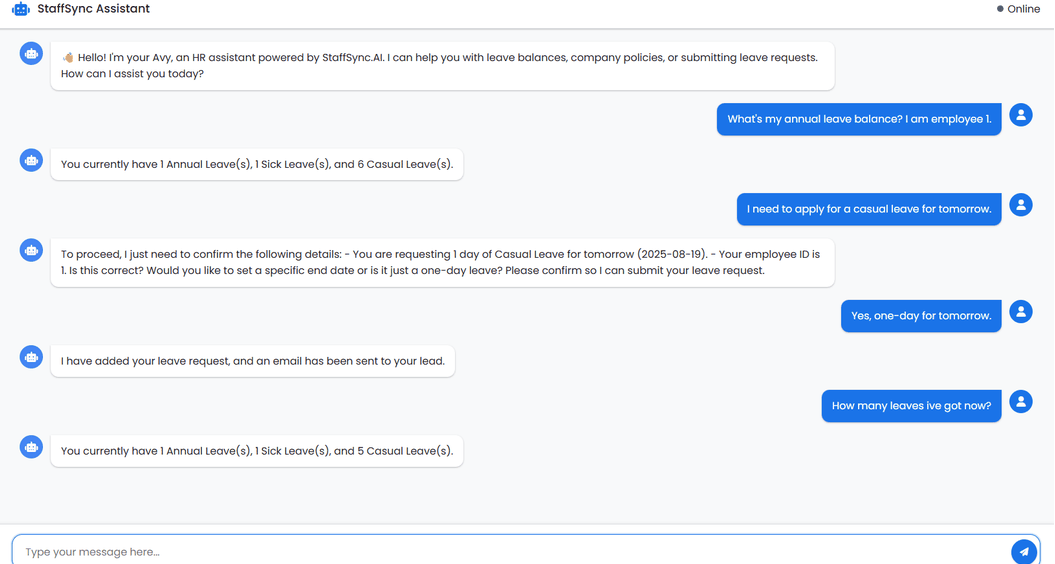 StaffSync Assistant
Online
👋🏼 Hello! I'm your Avy, an HR assistant powered by StaffSync.AI. I can help you with leave balances, company policies, or submitting leave requests.
How can I assist you today?
What's my annual leave balance? I am employee 1.
You currently have 1 Annual Leave(s), 1 Sick Leave(s), and 6 Casual Leave(s).
I need to apply for a casual leave for tomorrow.
To proceed, I just need to confirm the following details: - You are requesting 1 day of Casual Leave for tomorrow (2025-08-19). - Your employee ID is
1. Is this correct? Would you like to set a specific end date or is it just a one-day leave? Please confirm so I can submit your leave request.
Yes, one-day for tomorrow.
I have added your leave request, and an email has been sent to your lead.
How many leaves ive got now?
You currently have 1 Annual Leave(s), 1 Sick Leave(s), and 5 Casual Leave(s).
Type your message here...